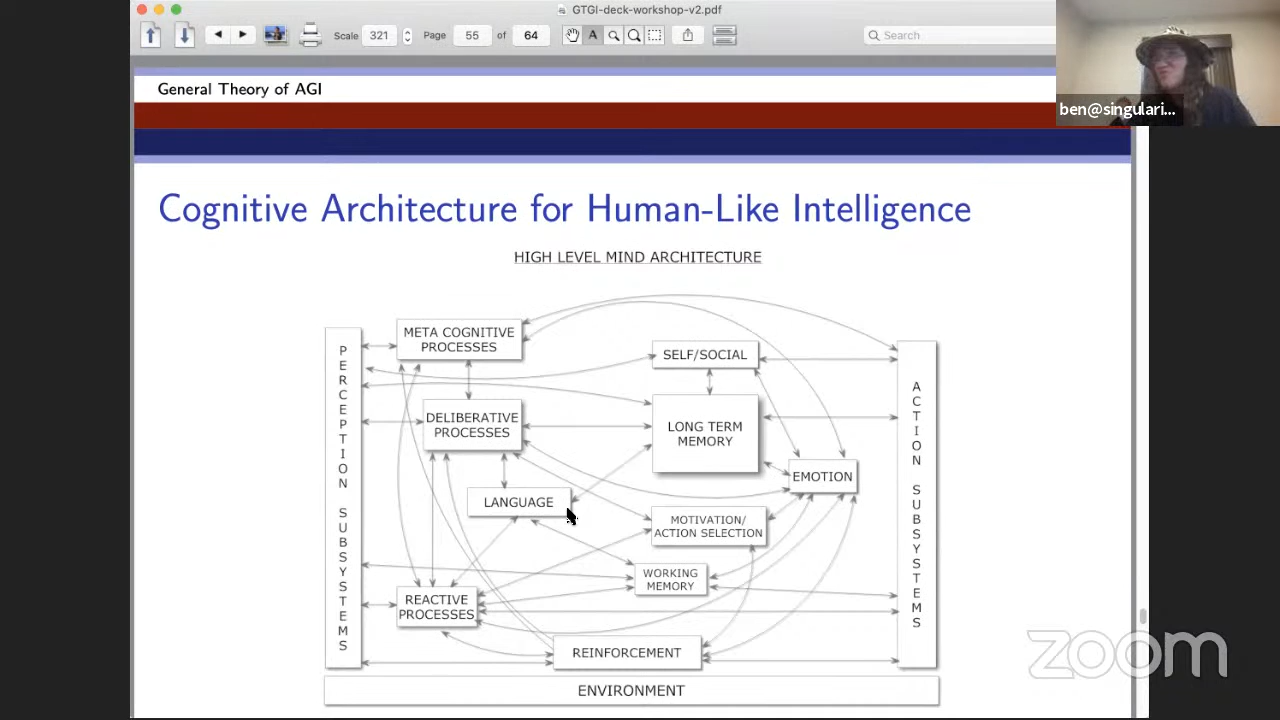 GTGI-deck-workshop-v2.pdf
Scale 321 Page 55 of 64 A Search
ben@singulari...
General Theory of AGI
Cognitive Architecture for Human-Like Intelligence
HIGH LEVEL MIND ARCHITECTURE
PERCEPTION SUBSYSTEMS
META COGNITIVE
PROCESSES
SELF/SOCIAL
DELIBERATIVE
PROCESSES
LONG TERM
MEMORY
EMOTION
LANGUAGE
MOTIVATION/
ACTION SELECTION
WORKING
MEMORY
REACTIVE
PROCESSES
REINFORCEMENT
ACTION SUBSYSTEMS
ENVIRONMENT
zoom